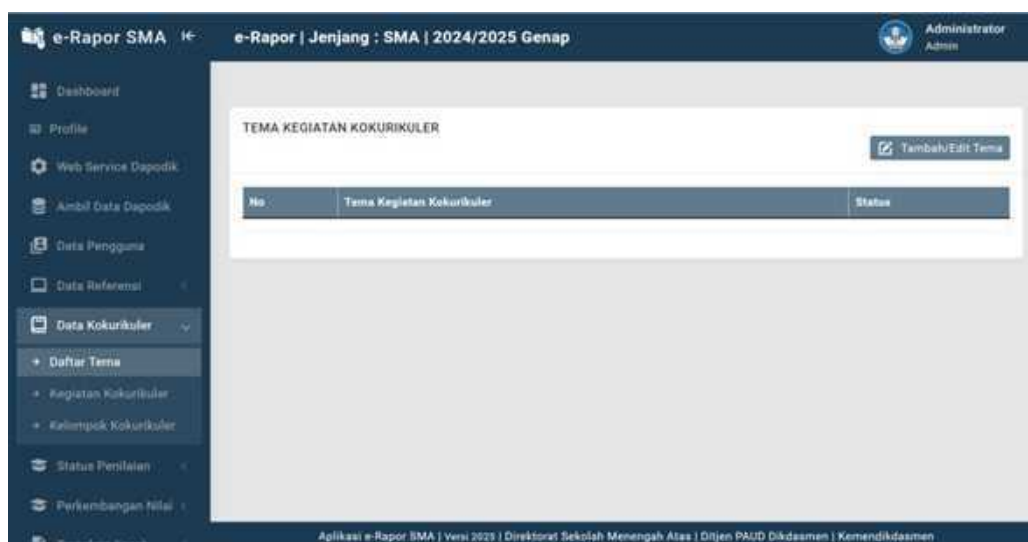 e-Rapor SMA
e-Rapor | Jenjang : SMA | 2024/2025 Genap
Administrator
Admin
Dashboard
Profile
Web Service Dapodik
Ambil Data Dapodik
Data Pengguna
Data Referensi
Data Kokurikuler
Daftar Tema
Kegiatan Kokurikuler
Kelompok Kokurikuler
Status Penilaian
Perkembangan Nilai
TEMA KEGIATAN KOKURIKULER
Tambah/Edit Tema
No Tema Kegiatan Kokurikuler Status
Aplikasi e-Rapor SMA | Versi 2025 | Direktorat Sekolah Menengah Atas | Ditjen PAUD Dikdasmen | Kemendikdasmen